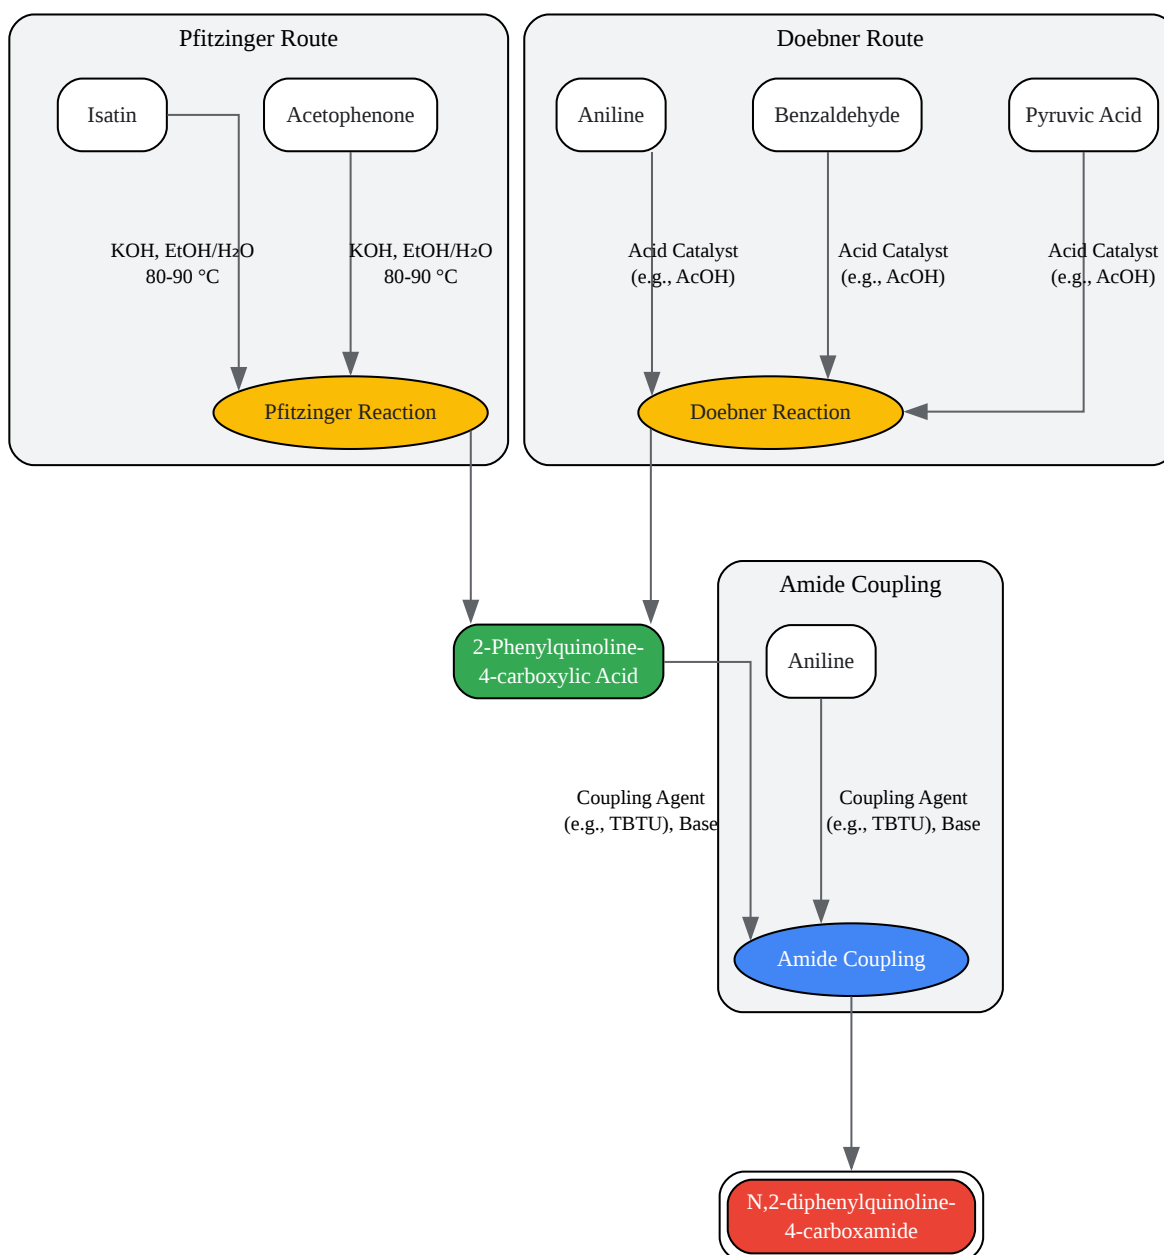 Pfitzinger Route
Doebner Route
Isatin
Acetophenone
Aniline
Benzaldehyde
Pyruvic Acid
KOH, EtOH/H₂O
80-90 °C
KOH, EtOH/H₂O
80-90 °C
Acid Catalyst
(e.g., AcOH)
Acid Catalyst
(e.g., AcOH)
Acid Catalyst
(e.g., AcOH)
Pfitzinger Reaction
Doebner Reaction
Amide Coupling
2-Phenylquinoline-
4-carboxylic Acid
Aniline
Coupling Agent
(e.g., TBTU), Base
Coupling Agent
(e.g., TBTU), Base
Amide Coupling
N,2-diphenylquinoline-
4-carboxamide